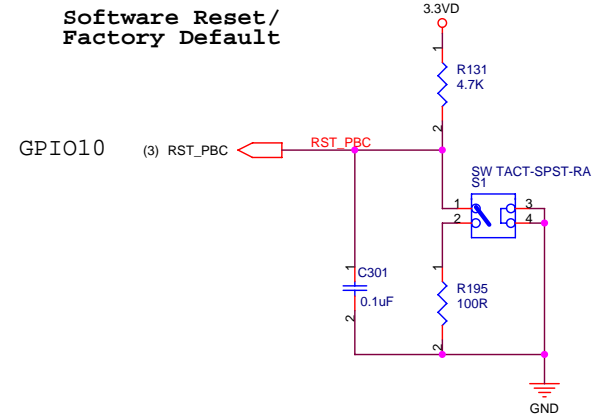 Software Reset/
Factory Default
3.3VD
1
R131
4.7K
2
GPIO10 (3) RST_PBC RST_PBC
SW TACT-SPST-RA
S1
1 3
2 4
1
C301
0.1uF
2
1
R195
100R
2
GND